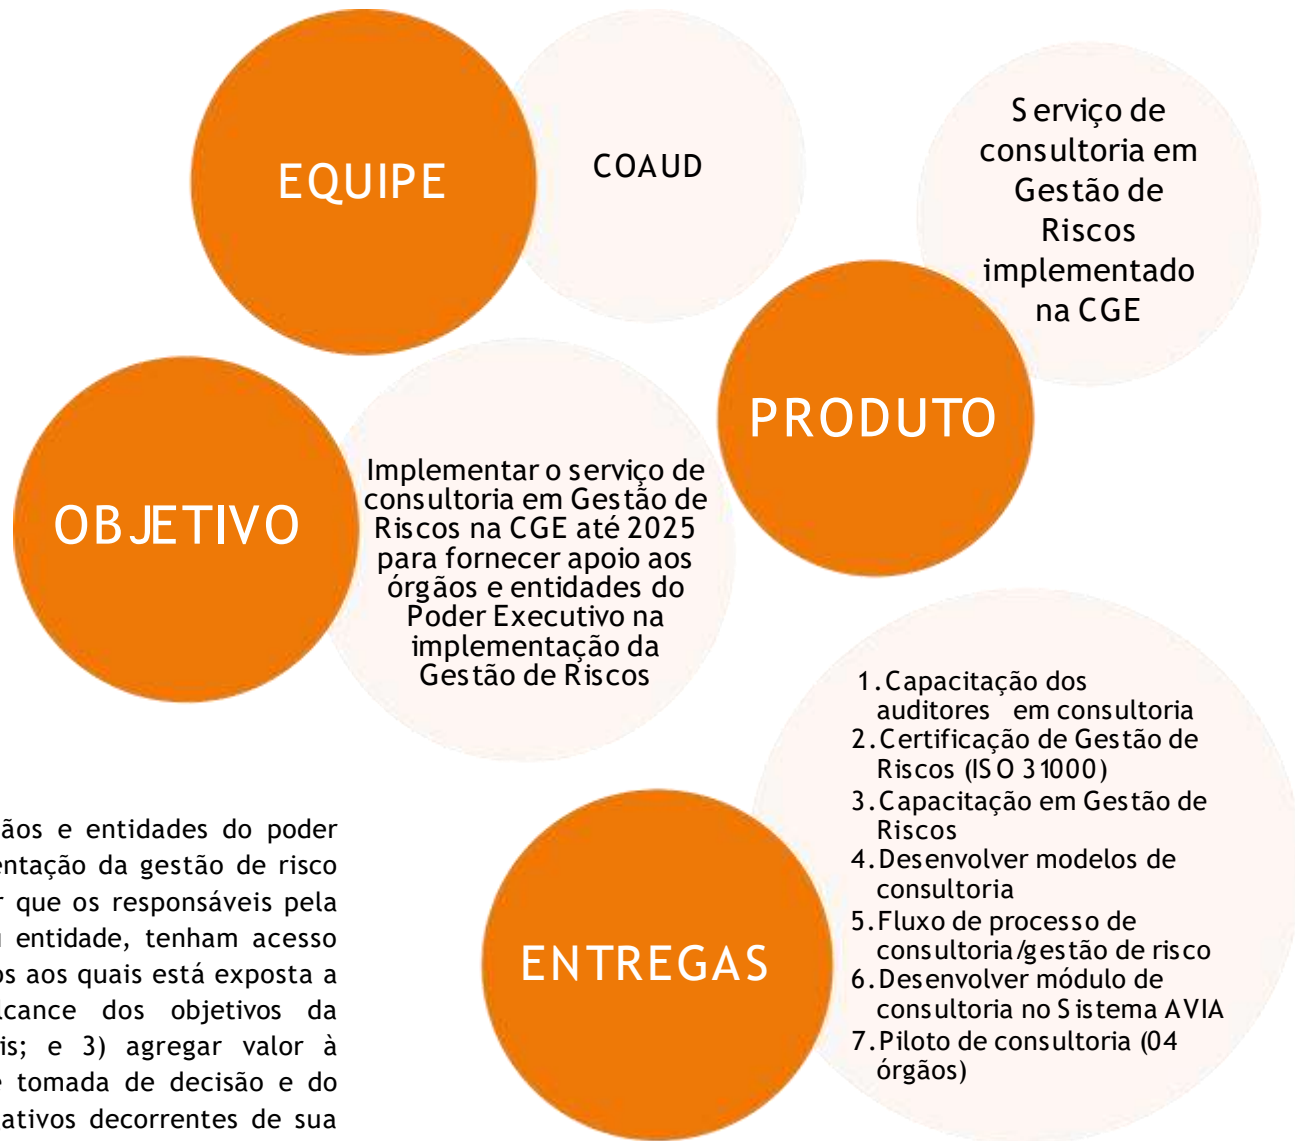 EQUIPE
COAUD
Serviço de
consultoria em
Gestão de
Riscos
implementado
na CGE
PRODUTO
OBJETIVO
Implementar o serviço de
consultoria em Gestão de
Riscos na CGE até 2025
para fornecer apoio aos
órgãos e entidades do
Poder Executivo na
implementação da
Gestão de Riscos
ENTREGAS
1.Capacitação dos
auditores em consultoria
2.Certificação de Gestão de
Riscos (ISO 31000)
3.Capacitação em Gestão de
Riscos
4.Desenvolver modelos de
consultoria
5.Fluxo de processo de
consultoria/gestão de risco
6.Desenvolver módulo de
consultoria no Sistema AVIA
7.Piloto de consultoria (04
órgãos)
ãos e entidades do poder
entação da gestão de risco
r que os responsáveis pela
u entidade, tenham acesso
os aos quais está exposta a
lcance dos objetivos da
is; e 3) agregar valor à
e tomada de decisão e do
gativos decorrentes de sua